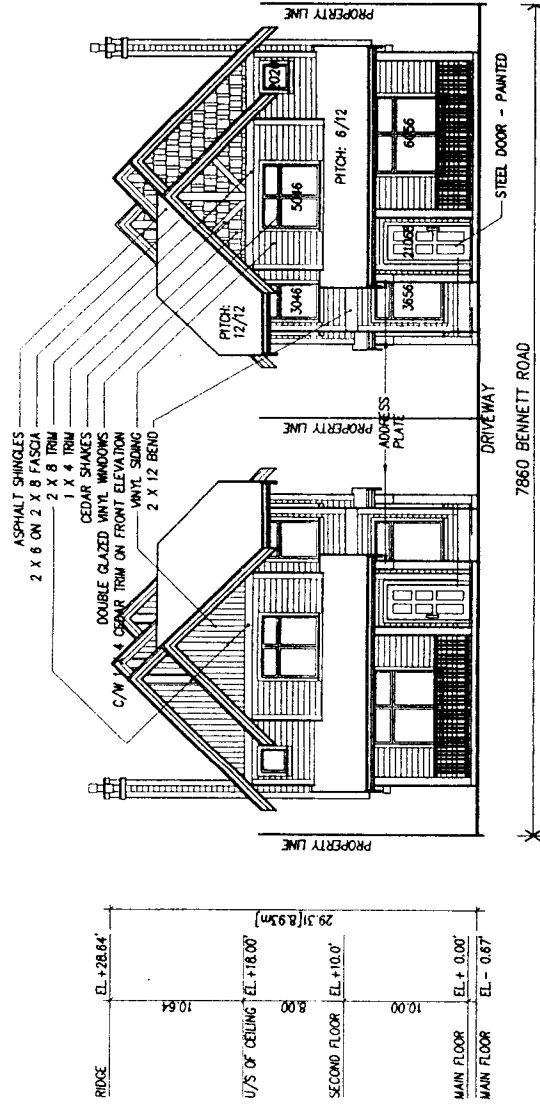 ASPHALT SHINGLES
2 X 6 ON 2 X 8 FASCIA
2 X 8 TRIM
1 X 4 TRIM
CEDAR SHAKES
DOUBLE GLAZED VINYL WINDOWS
C/W 1 X 4 CEDAR TRIM ON FRONT ELEVATION
VINYL SIDING
2 X 12 BEND
RIDGE
EL +28.64'
10.64
U/S OF CEILING
EL +18.00'
8.00
SECOND FLOOR
EL +10.0'
10.00
MAIN FLOOR
EL + 0.00'
MAIN FLOOR
EL - 0.67'
29.31[8.93m]
PROPERTY LINE
PROPERTY LINE
PROPERTY LINE
PITCH:
12/12
PITCH: 6/12
3046
5046
3656
21068
6056
ADDRESS
PLATE
STEEL DOOR - PAINTED
DRIVEWAY
7860 BENNETT ROAD